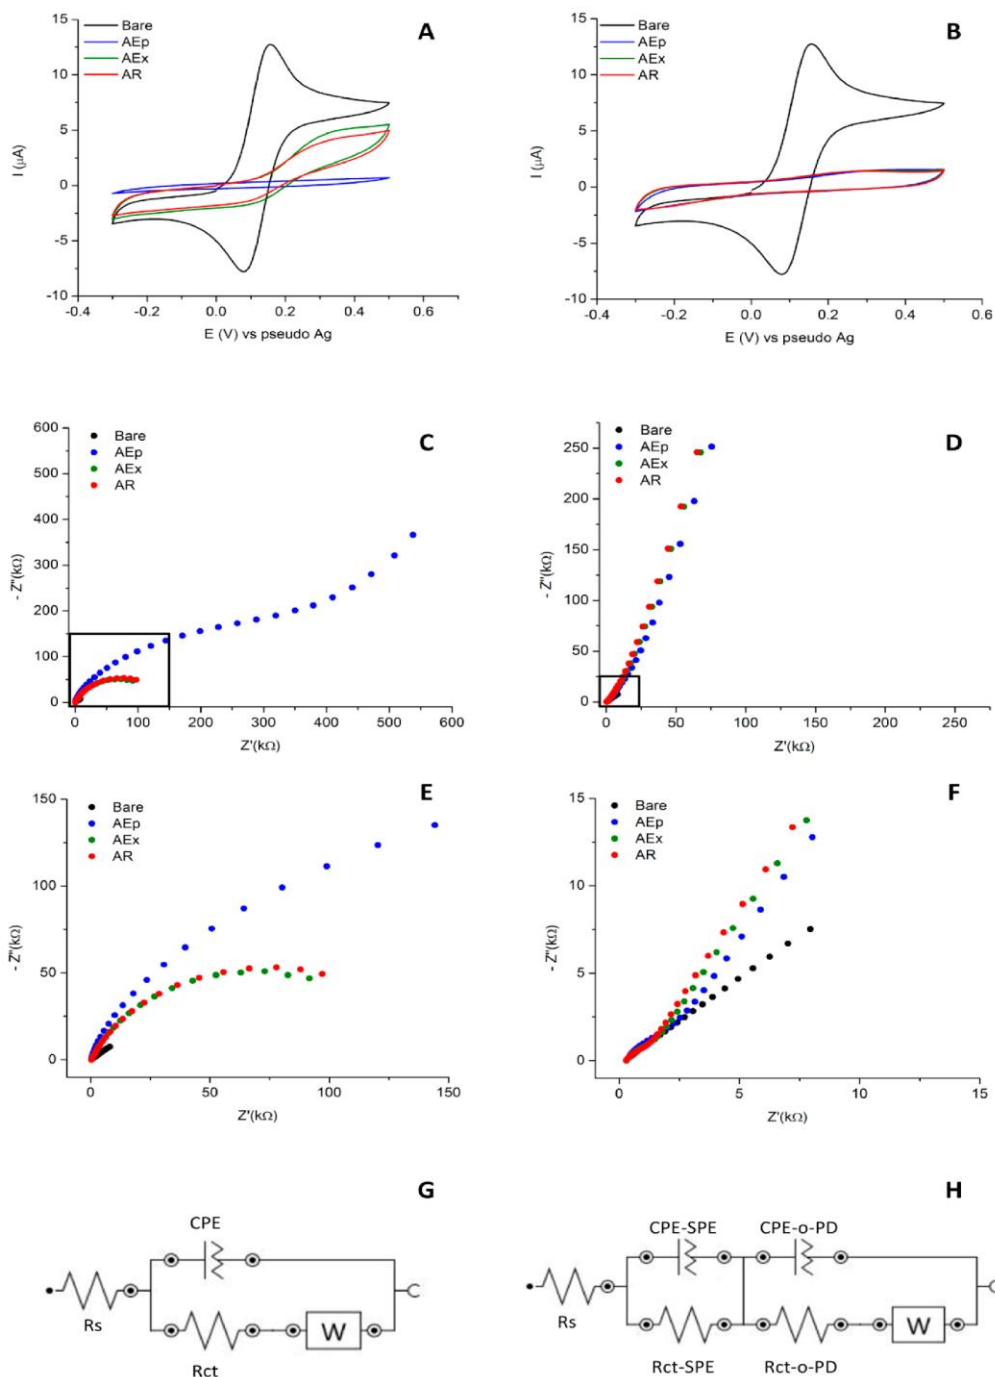 A
Bare
AEp
AEx
AR
15
10
5
0
-5
-10
I (µA)
-0.4
-0.2
0.0
0.2
0.4
0.6
E (V) vs pseudo Ag
B
Bare
AEp
AEx
AR
15
10
5
0
-5
-10
I (µA)
-0.4
-0.2
0.0
0.2
0.4
0.6
E (V) vs pseudo Ag
C
Bare
AEp
AEx
AR
600
500
400
300
200
100
0
- Z"(kΩ)
0
100
200
300
400
500
600
Z'(kΩ)
D
Bare
AEp
AEx
AR
250
200
150
100
50
0
- Z"(kΩ)
0
50
100
150
200
250
Z'(kΩ)
E
Bare
AEp
AEx
AR
150
100
50
0
- Z"(kΩ)
0
50
100
150
Z'(kΩ)
F
Bare
AEp
AEx
AR
15
10
5
0
- Z"(kΩ)
0
5
10
15
Z'(kΩ)
G
CPE
Rs
W
Rct
H
CPE-SPE
CPE-o-PD
Rs
W
Rct-SPE
Rct-o-PD